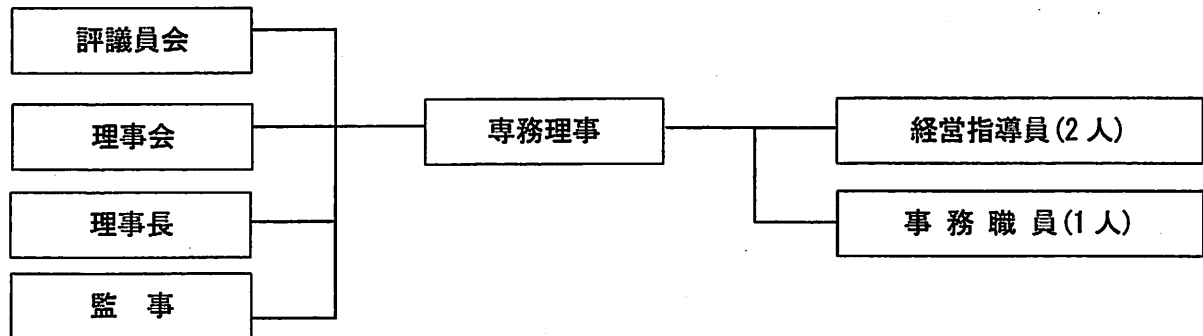 評議員会
理事会
理事長
監　事
専務理事
経営指導員(2人)
事 務 職 員(1人)